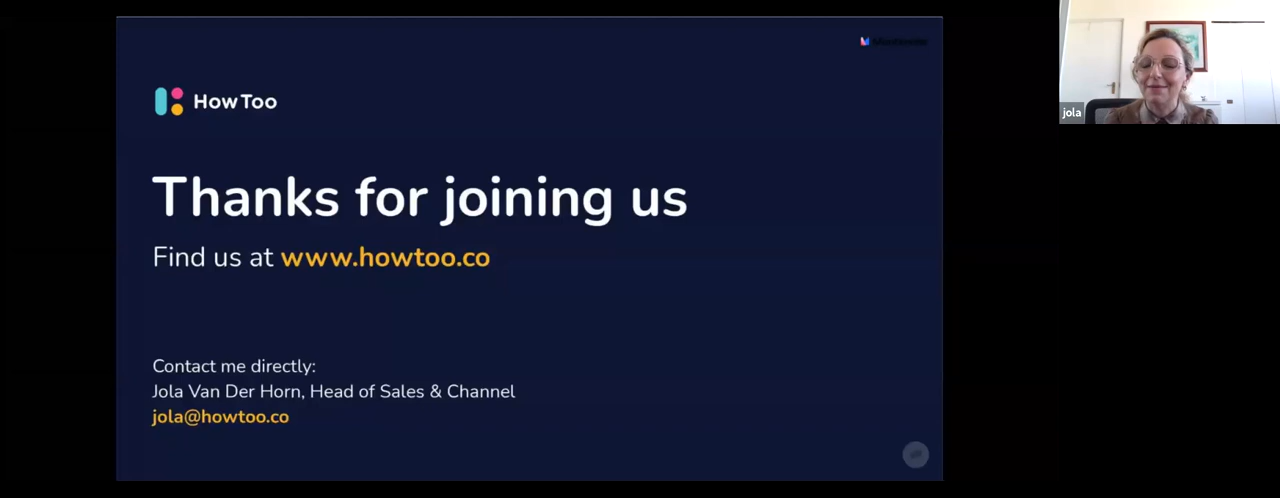 HowToo
Thanks for joining us
Find us at www.howtoo.co
Contact me directly:
Jola Van Der Horn, Head of Sales & Channel
jola@howtoo.co
jola